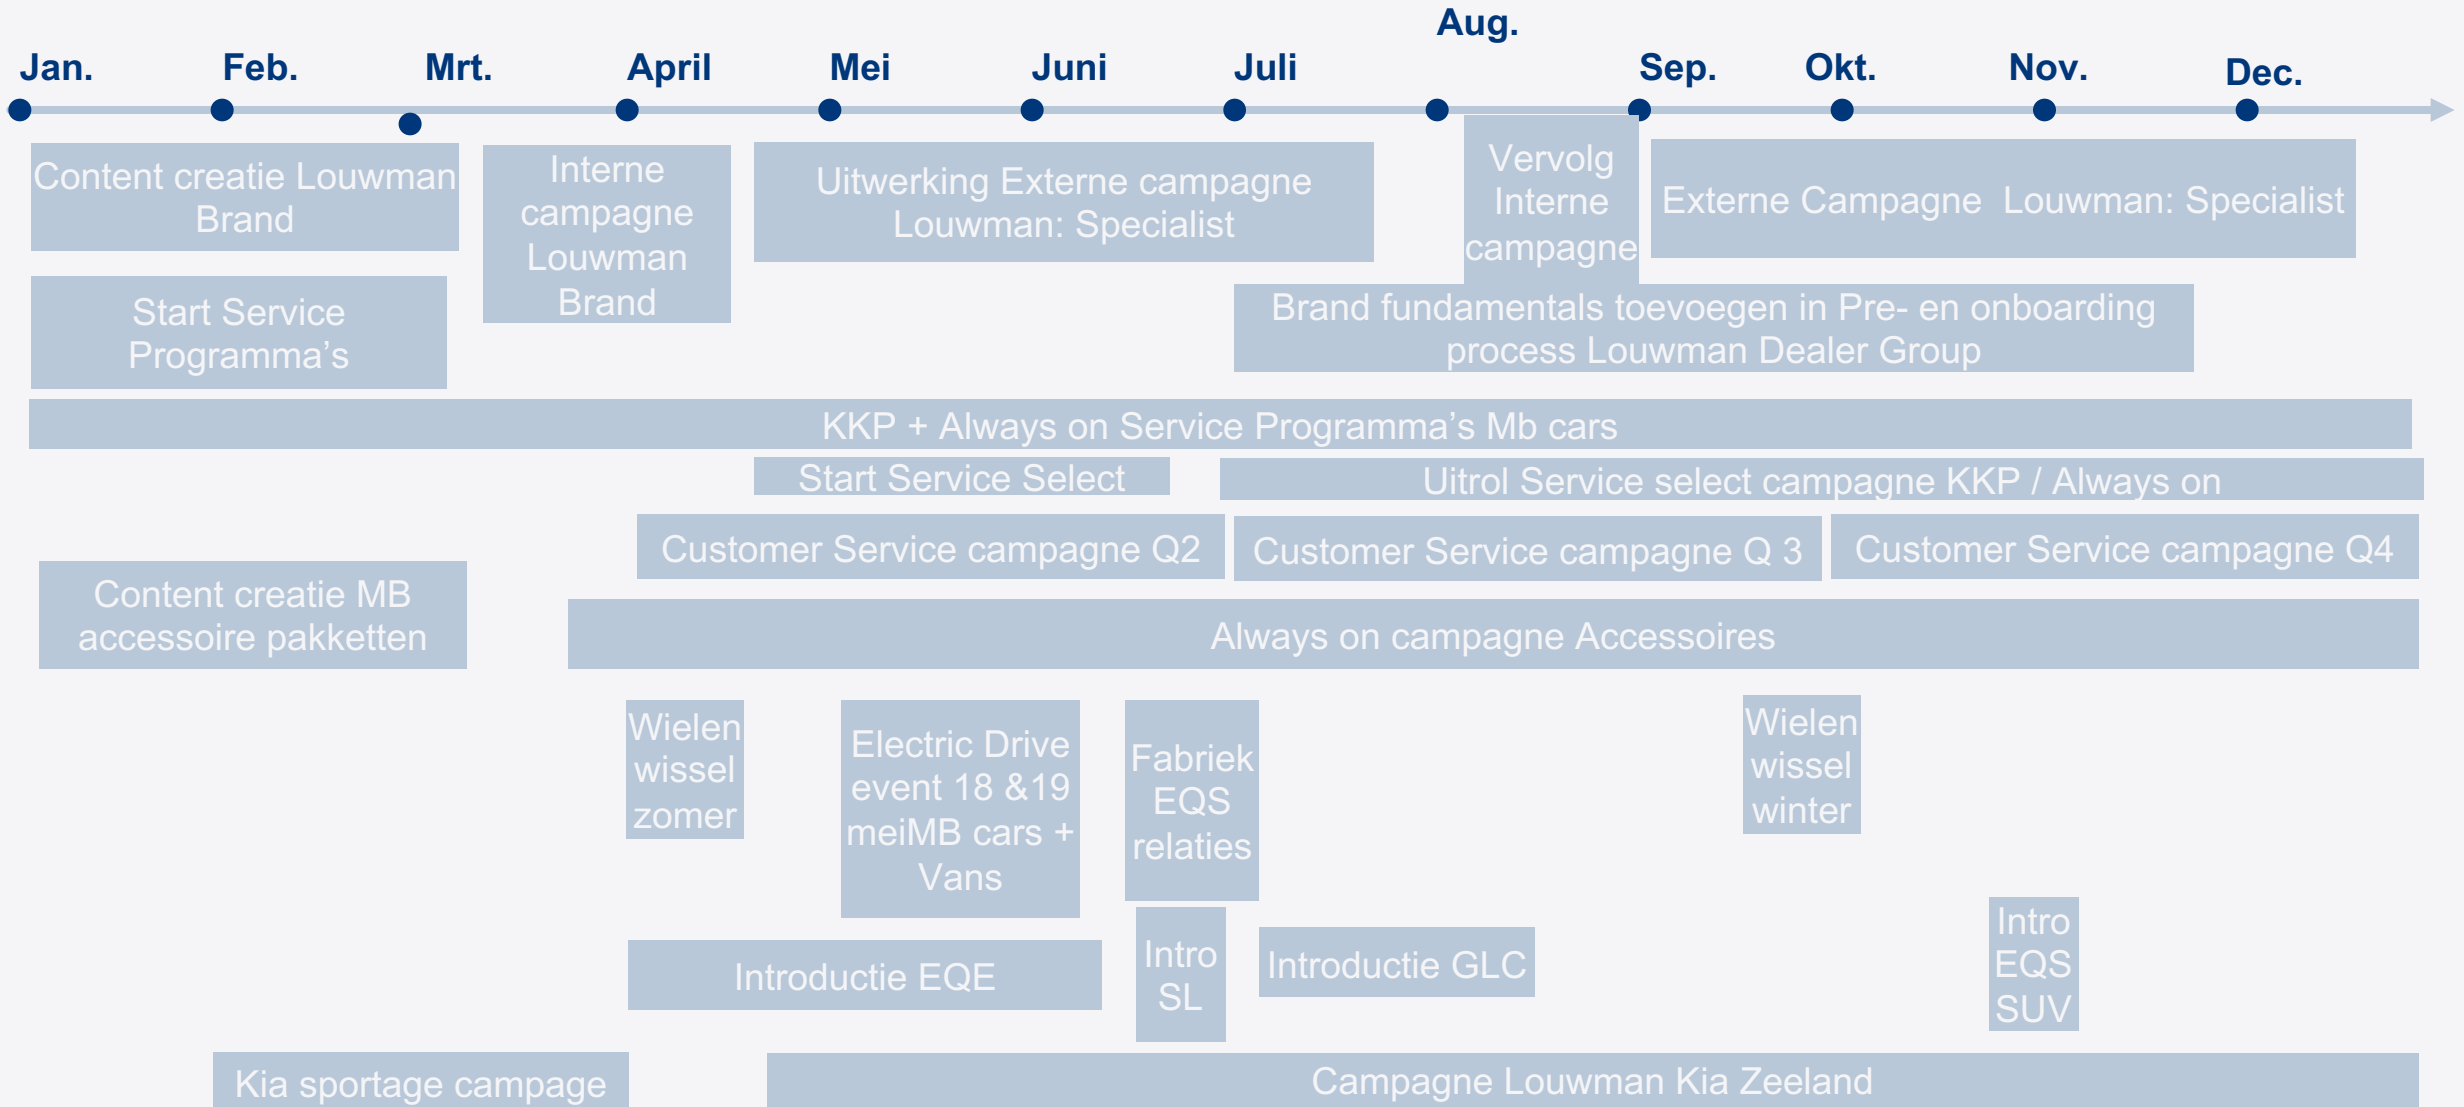 Aug.
Jan.
Feb.
Mrt.
April
Mei
Juni
Juli
Sep.
Okt.
Nov.
Dec.
Content creatie Louwman
Brand
Interne
campagne
Louwman
Brand
Uitwerking Externe campagne
Louwman: Specialist
Vervolg
Interne
campagne
Externe Campagne  Louwman: Specialist
Start Service
Programma’s
Brand fundamentals toevoegen in Pre- en onboarding
process Louwman Dealer Group
KKP + Always on Service Programma’s Mb cars
Start Service Select
Uitrol Service select campagne KKP / Always on
Customer Service campagne Q2
Customer Service campagne Q 3
Customer Service campagne Q4
Content creatie MB
accessoire pakketten
Always on campagne Accessoires
Wielen
wissel
zomer
Electric Drive
event 18 &19
meiMB cars +
Vans
Fabriek
EQS
relaties
Wielen
wissel
winter
Introductie EQE
Intro
SL
Introductie GLC
Intro
EQS
SUV
Kia sportage campage
Campagne Louwman Kia Zeeland